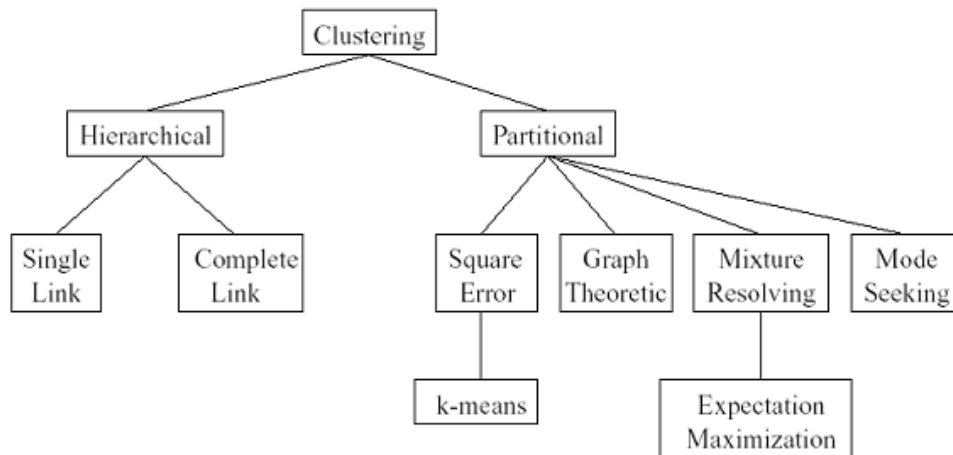 Clustering
Hierarchical
Partitional
Single
Link
Complete
Link
Square
Error
Graph
Theoretic
Mixture
Resolving
Mode
Seeking
k-means
Expectation
Maximization